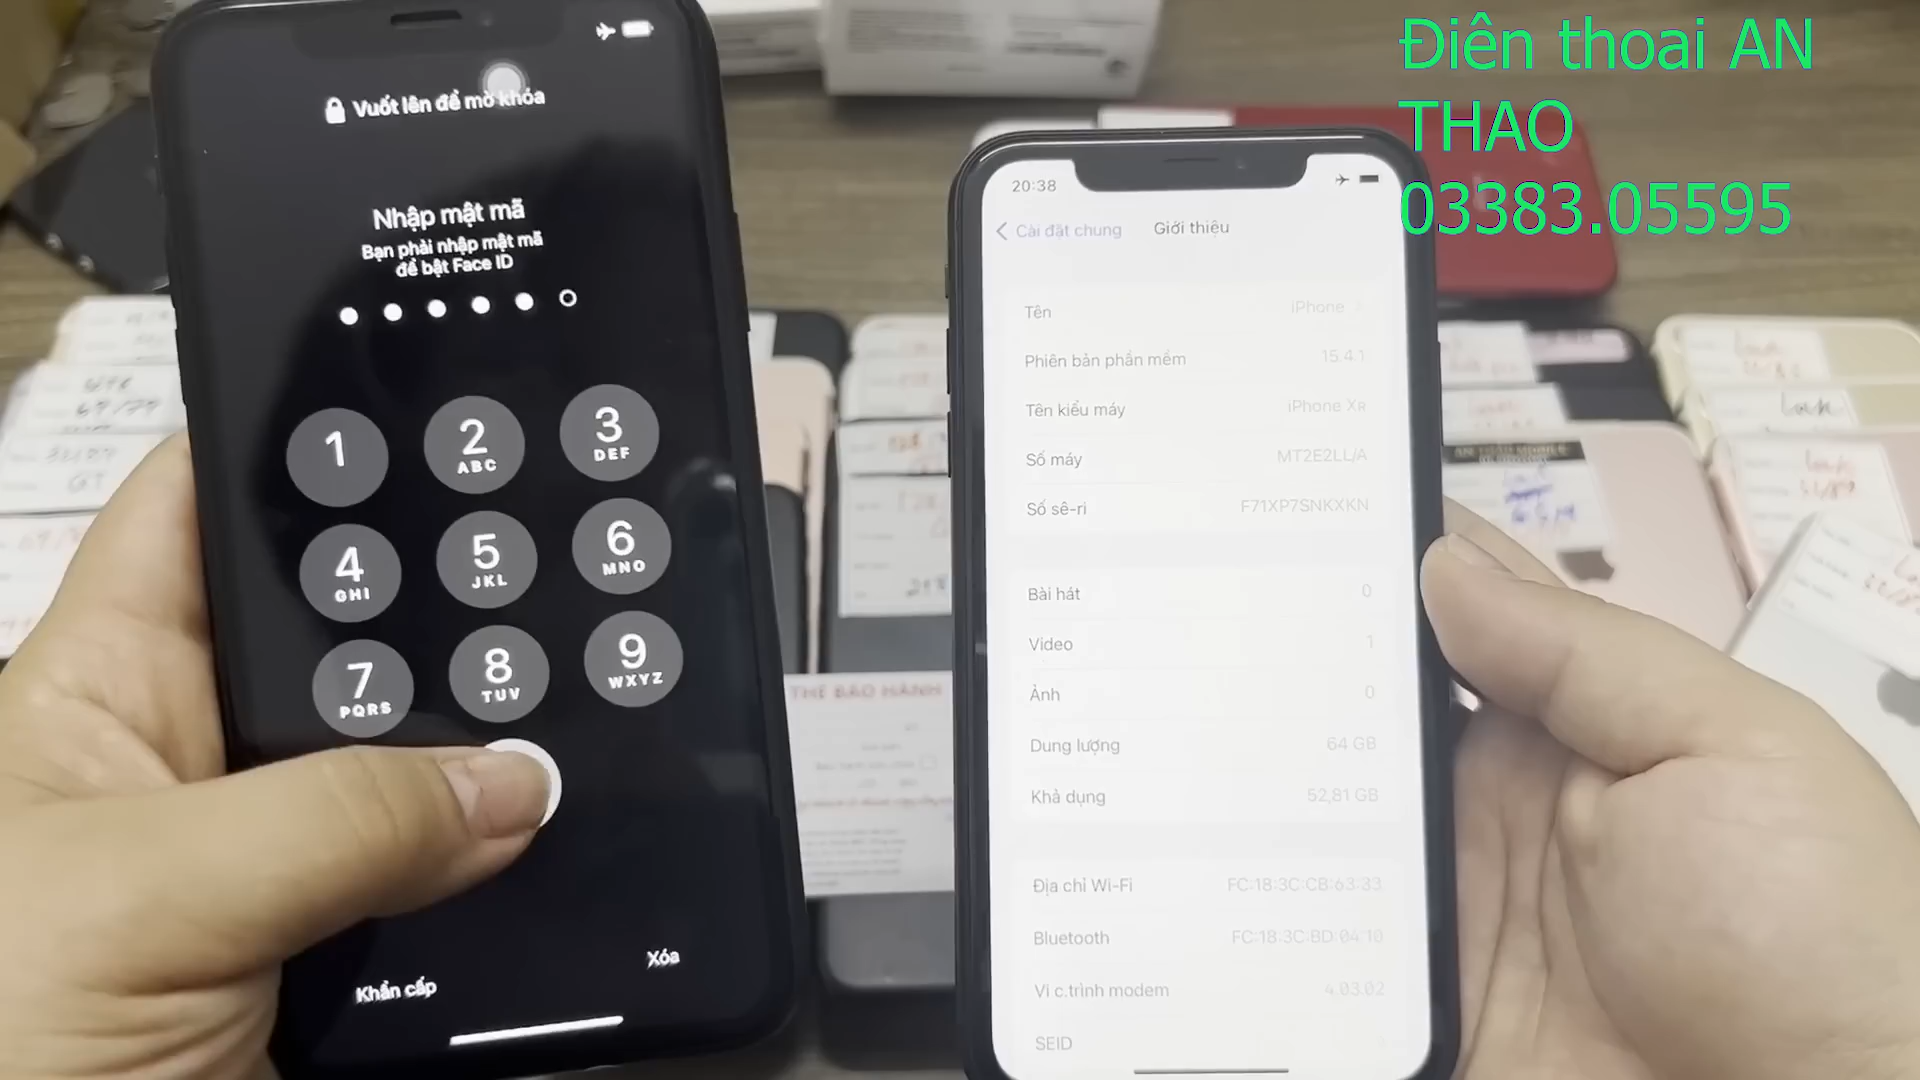 Điên thoai AN
THAO
03383.05595
Vuốt lên để mở khóa
Nhập mật mã
Bạn phải nhập mật mã
để bật Face ID
1
2
ABC
3
DEF
4
GHI
5
JKL
6
MNO
7
PQRS
8
TUV
9
WXYZ
Khẩn cấp
Xóa
20:38
Cài đặt chung Giới thiệu
Tên iPhone
Phiên bản phần mềm 15.4.1
Tên kiểu máy iPhone XR
Số máy MT2E2LL/A
Số sê-ri F71XP7SNKXKN
Bài hát 0
Video 1
Ảnh 0
Dung lượng 64 GB
Khả dụng 52,81 GB
Địa chỉ Wi-Fi FC:18:3C:CB:63:33
Bluetooth FC:18:3C:BD:04:10
Vi c.trình modem 4.03.02
SEID
THẺ BẢO HÀNH